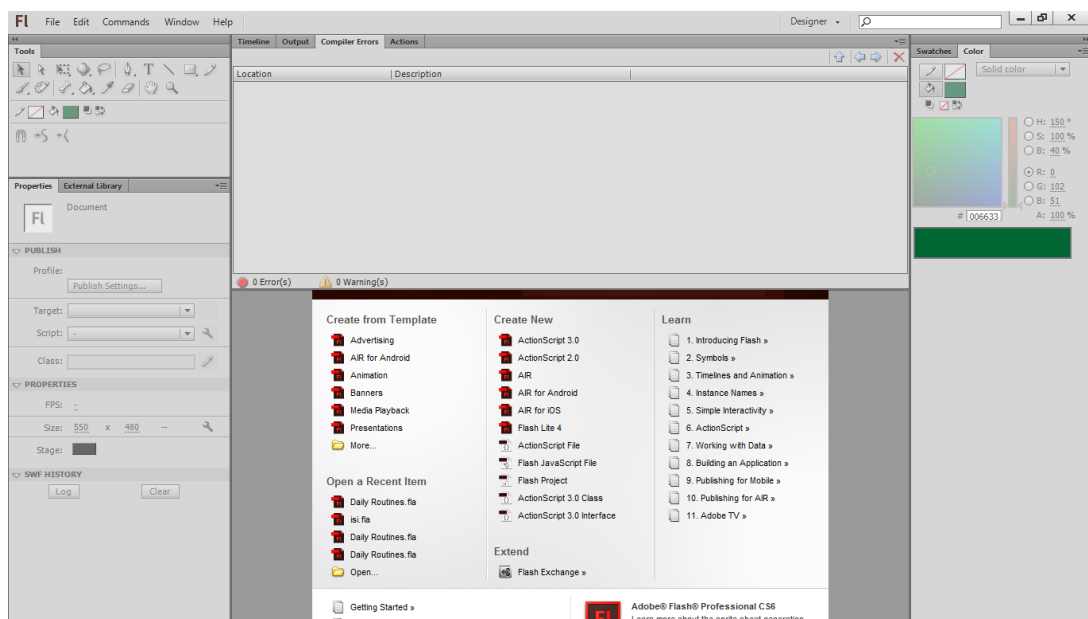 Fl File Edit Commands Window Help Designer
Tools
Timeline Output Compiler Errors Actions
Location Description
0 Error(s) 0 Warning(s)
Properties External Library
Fl Document
PUBLISH
Profile:
Publish Settings...
Target:
Script: -
Class:
PROPERTIES
FPS: -
Size: 550 x 480 --
Stage:
SWF HISTORY
Log Clear
Create from Template
Advertising
AIR for Android
Animation
Banners
Media Playback
Presentations
More...
Open a Recent Item
Daily Routines.fla
isi.fla
Daily Routines.fla
Daily Routines.fla
Open...
Create New
ActionScript 3.0
ActionScript 2.0
AIR
AIR for Android
AIR for iOS
Flash Lite 4
ActionScript File
Flash JavaScript File
Flash Project
ActionScript 3.0 Class
ActionScript 3.0 Interface
Extend
Flash Exchange »
Learn
1. Introducing Flash »
2. Symbols »
3. Timelines and Animation »
4. Instance Names »
5. Simple Interactivity »
6. ActionScript »
7. Working with Data »
8. Building an Application »
9. Publishing for Mobile »
10. Publishing for AIR »
11. Adobe TV »
Getting Started »
Fl
Adobe® Flash® Professional CS6
Learn more about the sprite sheet generation
Swatches Color
Solid color
H: 150 °
S: 100 %
B: 40 %
R: 0
G: 102
B: 51
# 006633 A: 100 %